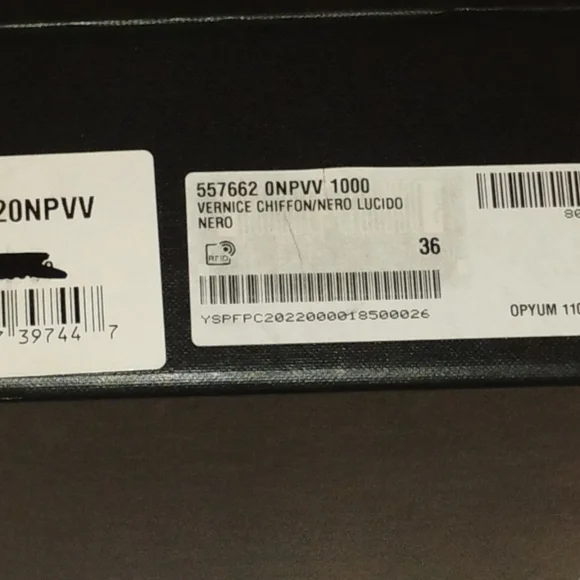 20NPVV
39744 7
557662 0NPVV 1000
VERNICE CHIFFON/NERO LUCIDO
NERO
RFID
36
YSPFPC2022000018500026
80
OPYUM 110